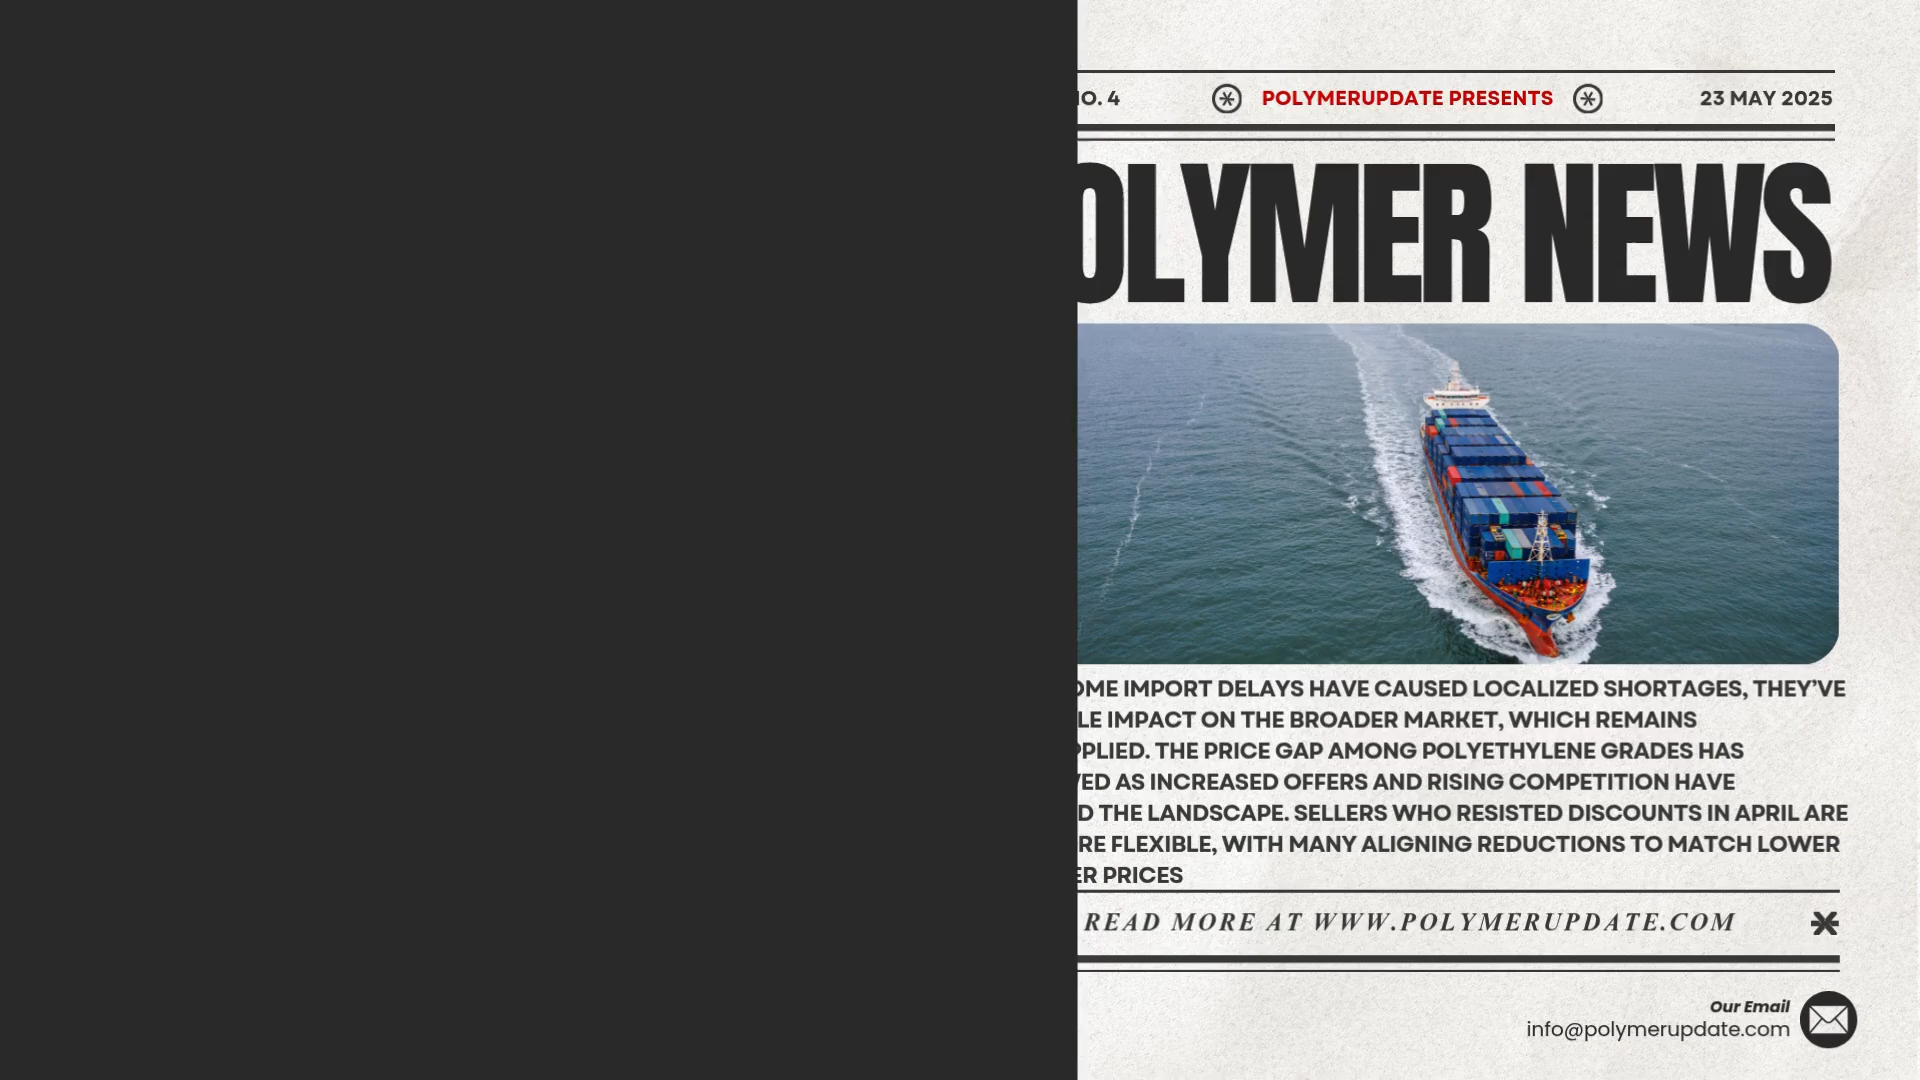 NO. 4
POLYMERUPDATE PRESENTS
23 MAY 2025
OLYMER NEWS
OME IMPORT DELAYS HAVE CAUSED LOCALIZED SHORTAGES, THEY’VE
LE IMPACT ON THE BROADER MARKET, WHICH REMAINS
PPLIED. THE PRICE GAP AMONG POLYETHYLENE GRADES HAS
VED AS INCREASED OFFERS AND RISING COMPETITION HAVE
D THE LANDSCAPE. SELLERS WHO RESISTED DISCOUNTS IN APRIL ARE
RE FLEXIBLE, WITH MANY ALIGNING REDUCTIONS TO MATCH LOWER
ER PRICES
READ MORE AT WWW.POLYMERUPDATE.COM
Our Email
info@polymerupdate.com